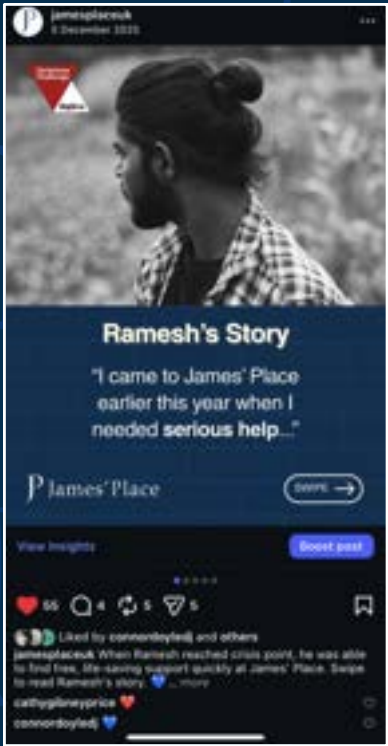 jamesplaceuk
5 December 2025
Ramesh's Story
"I came to James' Place
earlier this year when I
needed serious help..."
James' Place
SWIPE
View Insights
Boost post
55 4 5 5
Liked by connordoyledj and others
jamesplaceuk When Ramesh reached crisis point, he was able
to find free, life-saving support quickly at James' Place. Swipe
to read Ramesh's story. 💙 ... more
cathygibneyprice ❤️
connordoyledj 💙